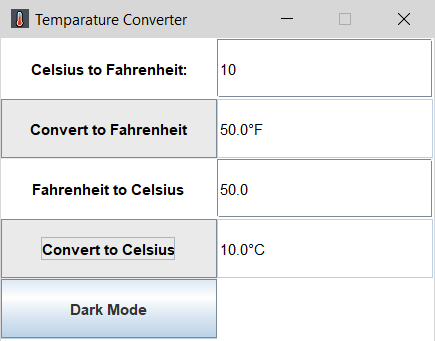 Temparature Converter
Celsius to Fahrenheit: 10
Convert to Fahrenheit 50.0°F
Fahrenheit to Celsius 50.0
Convert to Celsius 10.0°C
Dark Mode